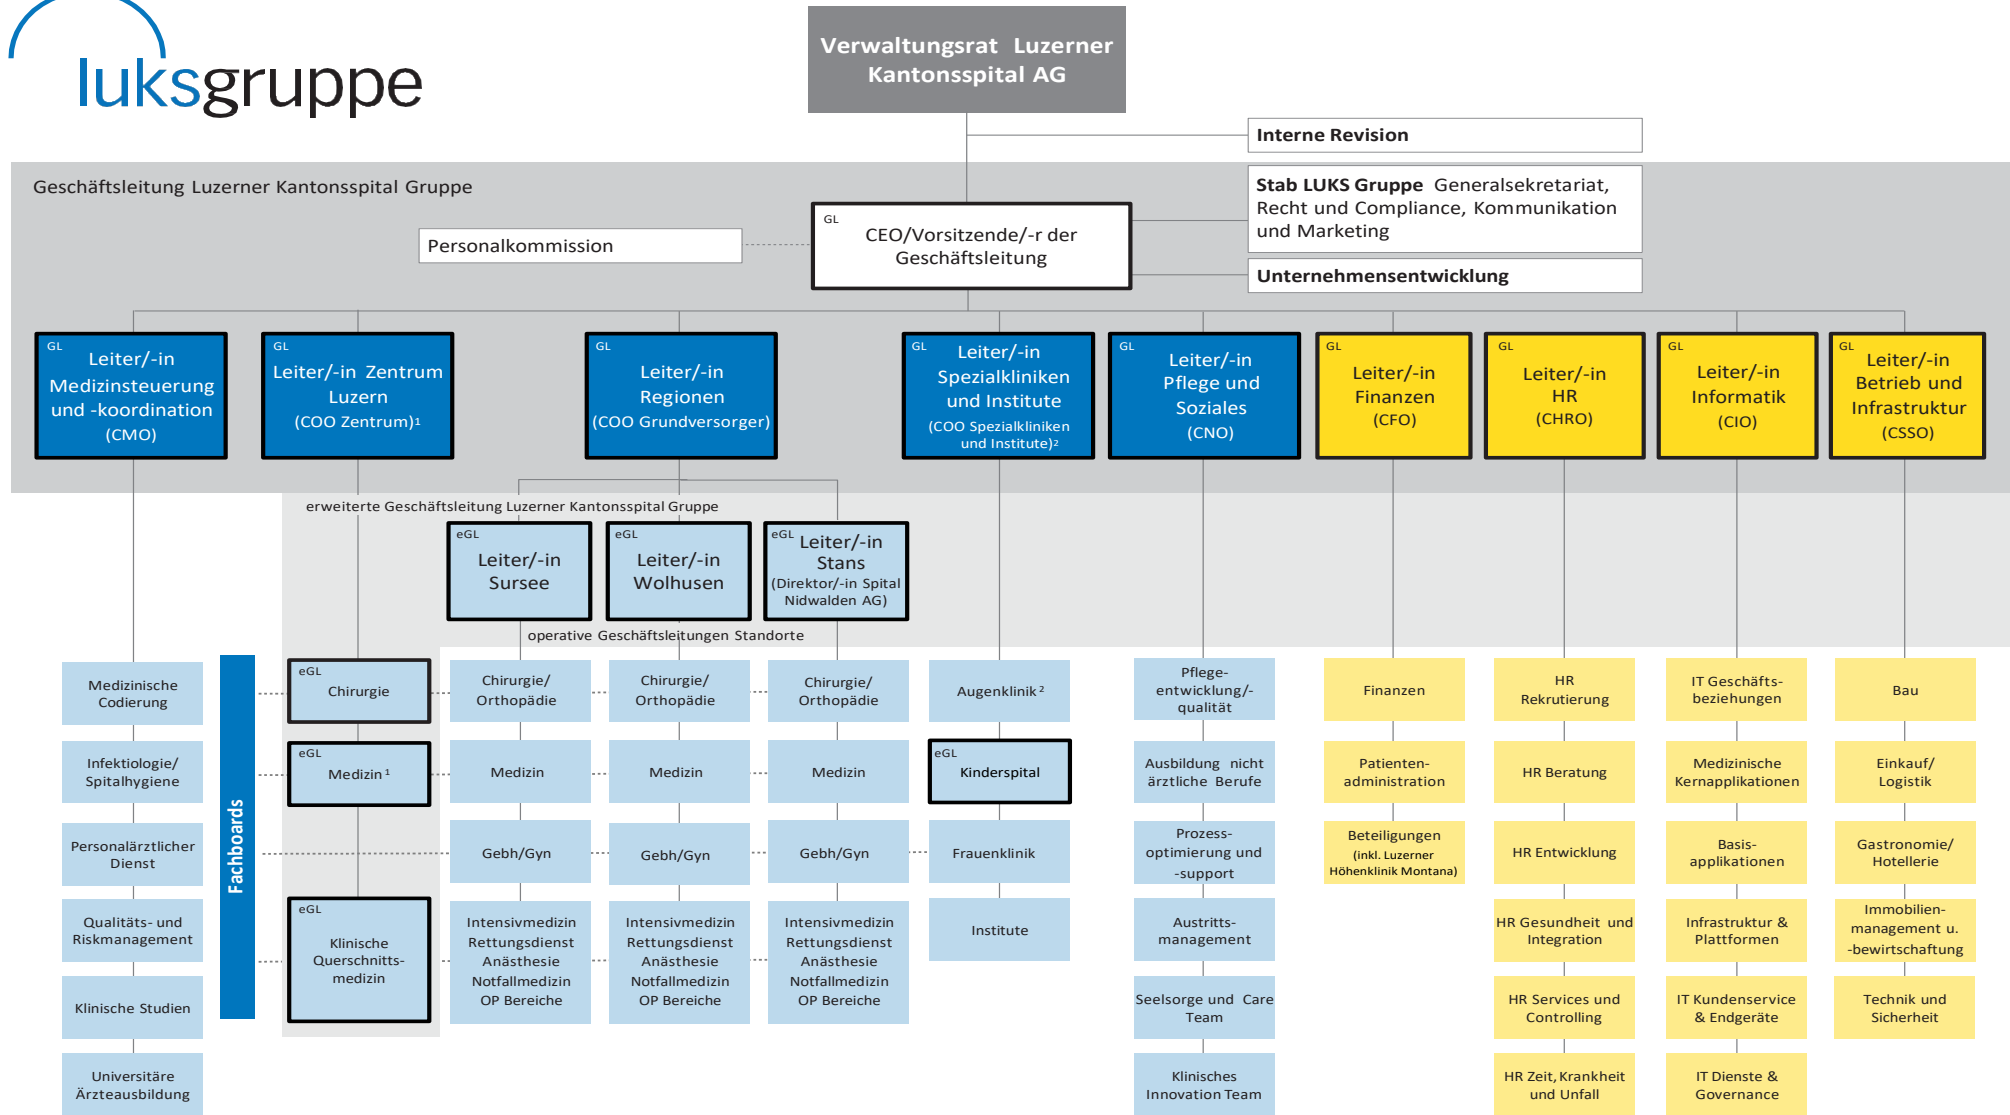 luksgruppe
Verwaltungsrat Luzerner
Kantonsspital AG
Interne Revision
Geschäftsleitung Luzerner Kantonsspital Gruppe
Stab LUKS Gruppe Generalsekretariat,
Recht und Compliance, Kommunikation
und Marketing
GL
CEO/Vorsitzende/-r der
Geschäftsleitung
Personalkommission
Unternehmensentwicklung
GL
Leiter/-in
Medizinsteuerung
und -koordination
(CMO)
GL
Leiter/-in Zentrum
Luzern
(COO Zentrum)1
GL
Leiter/-in
Regionen
(COO Grundversorger)
GL
Leiter/-in
Spezialkliniken
und Institute
(COO Spezialkliniken
und Institute)2
GL
Leiter/-in
Pflege und
Soziales
(CNO)
GL
Leiter/-in
Finanzen
(CFO)
GL
Leiter/-in
HR
(CHRO)
GL
Leiter/-in
Informatik
(CIO)
GL
Leiter/-in
Betrieb und
Infrastruktur
(CSSO)
erweiterte Geschäftsleitung Luzerner Kantonsspital Gruppe
eGL
Leiter/-in
Sursee
eGL
Leiter/-in
Wolhusen
eGL
Leiter/-in
Stans
(Direktor/-in Spital
Nidwalden AG)
operative Geschäftsleitungen Standorte
Medizinische
Codierung
Infektiologie/
Spitalhygiene
Personalärztlicher
Dienst
Qualitäts- und
Riskmanagement
Klinische Studien
Universitäre
Ärzteausbildung
Fachboards
eGL
Chirurgie
eGL
Medizin 1
eGL
Klinische
Querschnitts-
medizin
Chirurgie/
Orthopädie
Medizin
Gebh/Gyn
Intensivmedizin
Rettungsdienst
Anästhesie
Notfallmedizin
OP Bereiche
Chirurgie/
Orthopädie
Medizin
Gebh/Gyn
Intensivmedizin
Rettungsdienst
Anästhesie
Notfallmedizin
OP Bereiche
Chirurgie/
Orthopädie
Medizin
Gebh/Gyn
Intensivmedizin
Rettungsdienst
Anästhesie
Notfallmedizin
OP Bereiche
Augenklinik 2
eGL
Kinderspital
Frauenklinik
Institute
Pflege-
entwicklung/-
qualität
Ausbildung nicht
ärztliche Berufe
Prozess-
optimierung und
-support
Austritts-
management
Seelsorge und Care
Team
Klinisches
Innovation Team
Finanzen
Patienten-
administration
Beteiligungen
(inkl. Luzerner
Höhenklinik Montana)
HR
Rekrutierung
HR Beratung
HR Entwicklung
HR Gesundheit und
Integration
HR Services und
Controlling
HR Zeit, Krankheit
und Unfall
IT Geschäfts-
beziehungen
Medizinische
Kernapplikationen
Basis-
applikationen
Infrastruktur &
Plattformen
IT Kundenservice
& Endgeräte
IT Dienste &
Governance
Bau
Einkauf/
Logistik
Gastronomie/
Hotellerie
Immobilien-
management u.
-bewirtschaftung
Technik und
Sicherheit